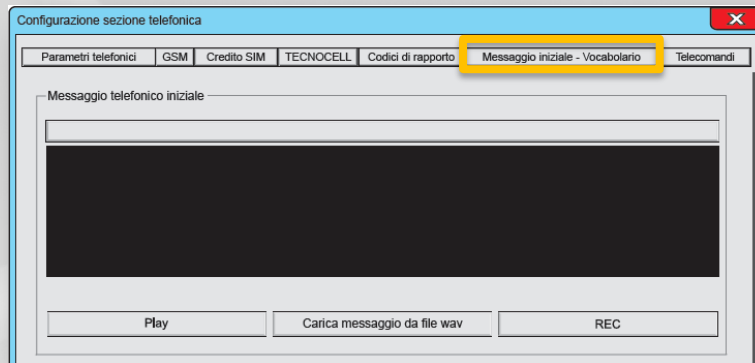 Configurazione sezione telefonica
Parametri telefonici GSM Credito SIM TECNOCELL Codici di rapporto Messaggio iniziale - Vocabolario Telecomandi
Messaggio telefonico iniziale
Play Carica messaggio da file wav REC